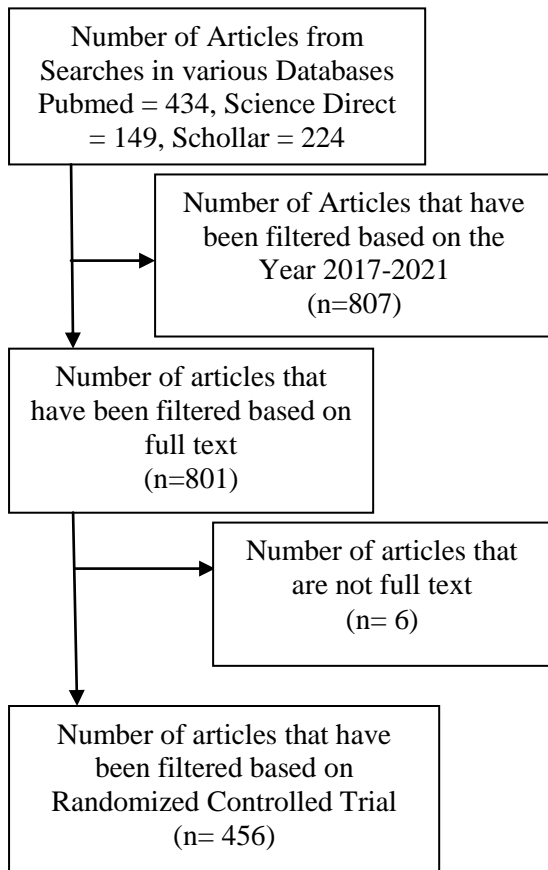 Number of Articles from
Searches in various Databases
Pubmed = 434, Science Direct
= 149, Schollar = 224
Number of Articles that have
been filtered based on the
Year 2017-2021
(n=807)
Number of articles that
have been filtered based on
full text
(n=801)
Number of articles that
are not full text
(n= 6)
Number of articles that have
been filtered based on
Randomized Controlled Trial
(n= 456)